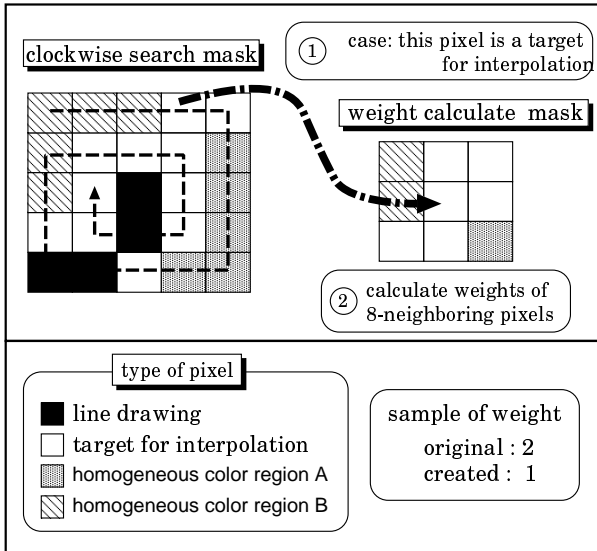 clockwise search mask
1 case: this pixel is a target
for interpolation
weight calculate mask
2 calculate weights of
8-neighboring pixels
type of pixel
line drawing
target for interpolation
homogeneous color region A
homogeneous color region B
sample of weight
original : 2
created : 1